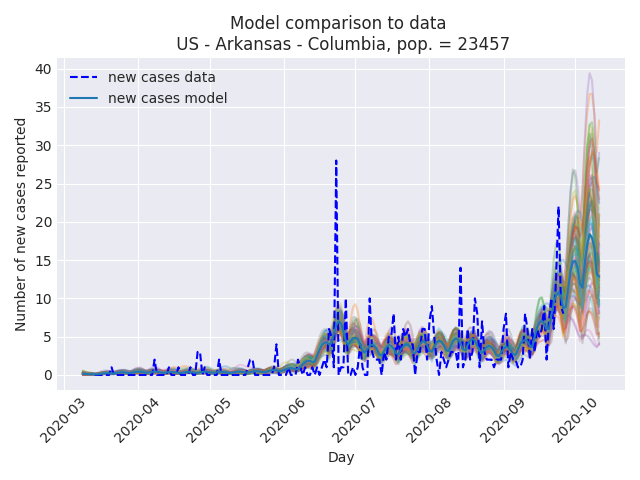 Model comparison to data
US - Arkansas - Columbia, pop. = 23457
new cases data
new cases model
Number of new cases reported
40
35
30
25
20
15
10
5
0
2020-03
2020-04
2020-05
2020-06
2020-07
2020-08
2020-09
2020-10
Day